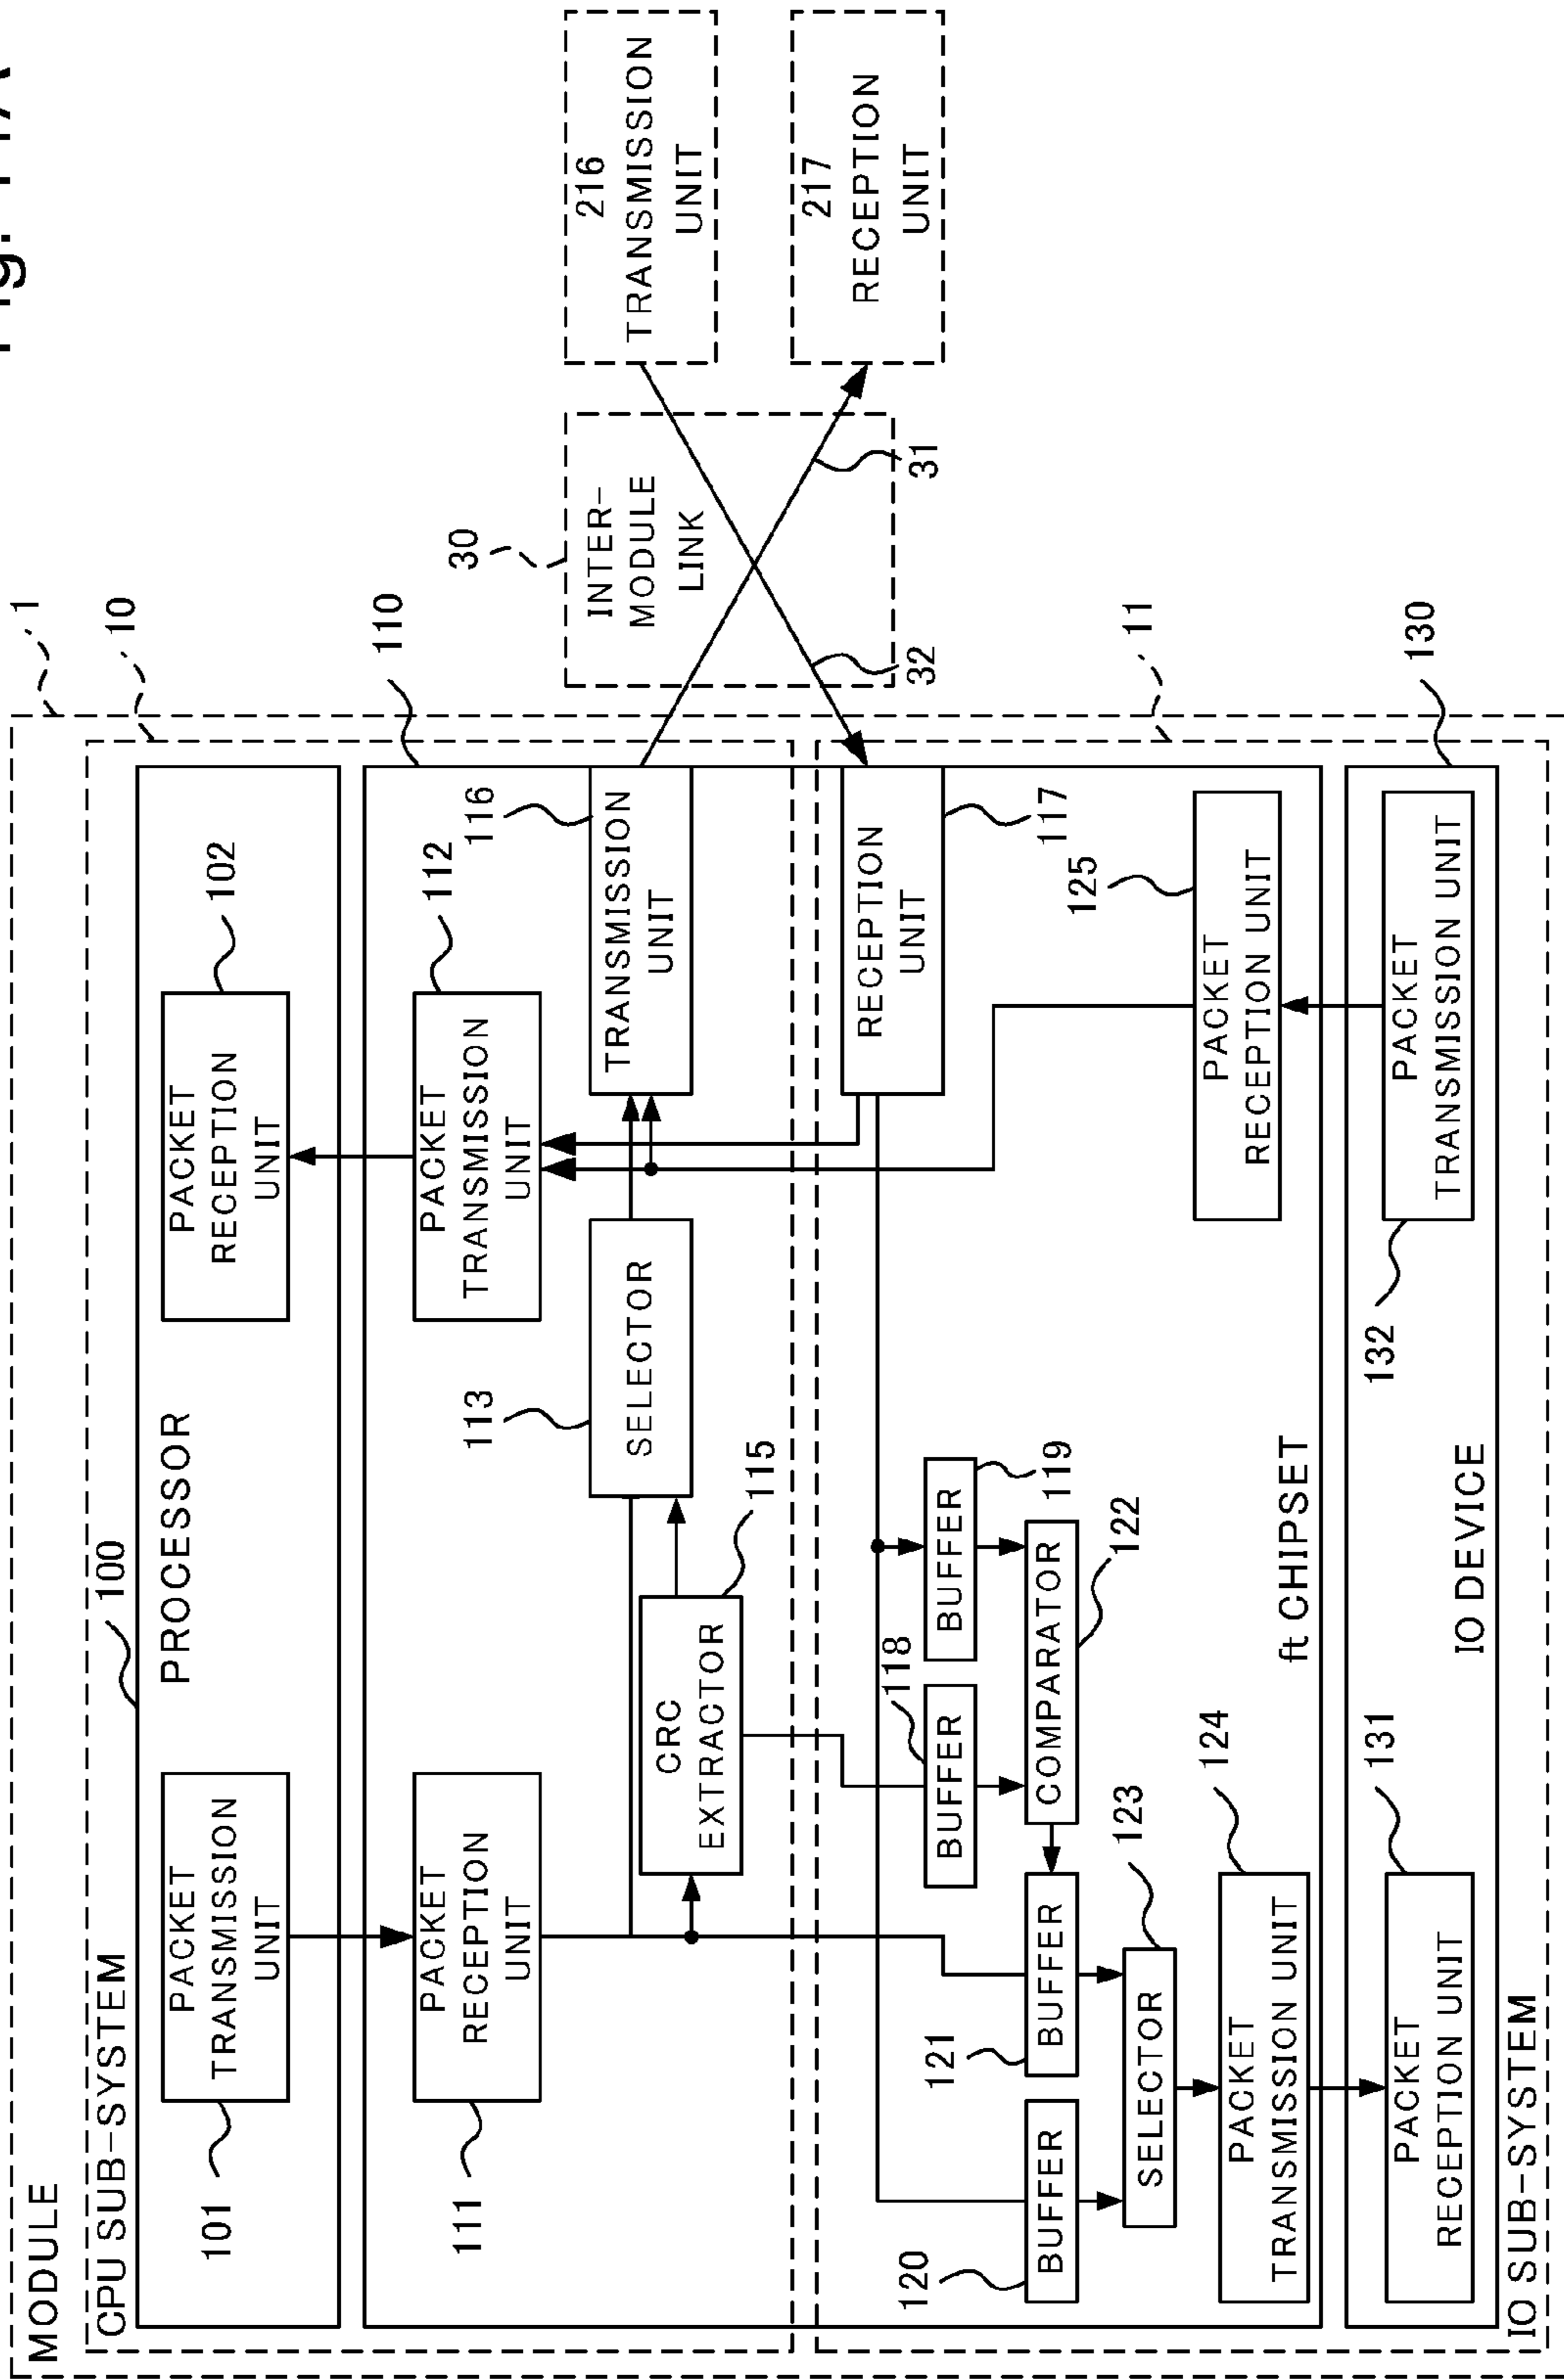 MODULE
1
CPU SUB-SYSTEM
10
100
PROCESSOR
101
PACKET
TRANSMISSION
UNIT
102
PACKET
RECEPTION
UNIT
110
111
PACKET
RECEPTION
UNIT
112
PACKET
TRANSMISSION
UNIT
113
SELECTOR
116
TRANSMISSION
UNIT
CRC
EXTRACTOR
115
30
INTER-
MODULE
LINK
31
32
216
TRANSMISSION
UNIT
217
RECEPTION
UNIT
11
RECEPTION
UNIT
117
118
BUFFER
BUFFER
119
COMPARATOR
122
120
BUFFER
121
BUFFER
123
SELECTOR
124
PACKET
TRANSMISSION UNIT
125
PACKET
RECEPTION UNIT
ft CHIPSET
130
131
PACKET
RECEPTION UNIT
132
PACKET
TRANSMISSION UNIT
IO DEVICE
IO SUB-SYSTEM